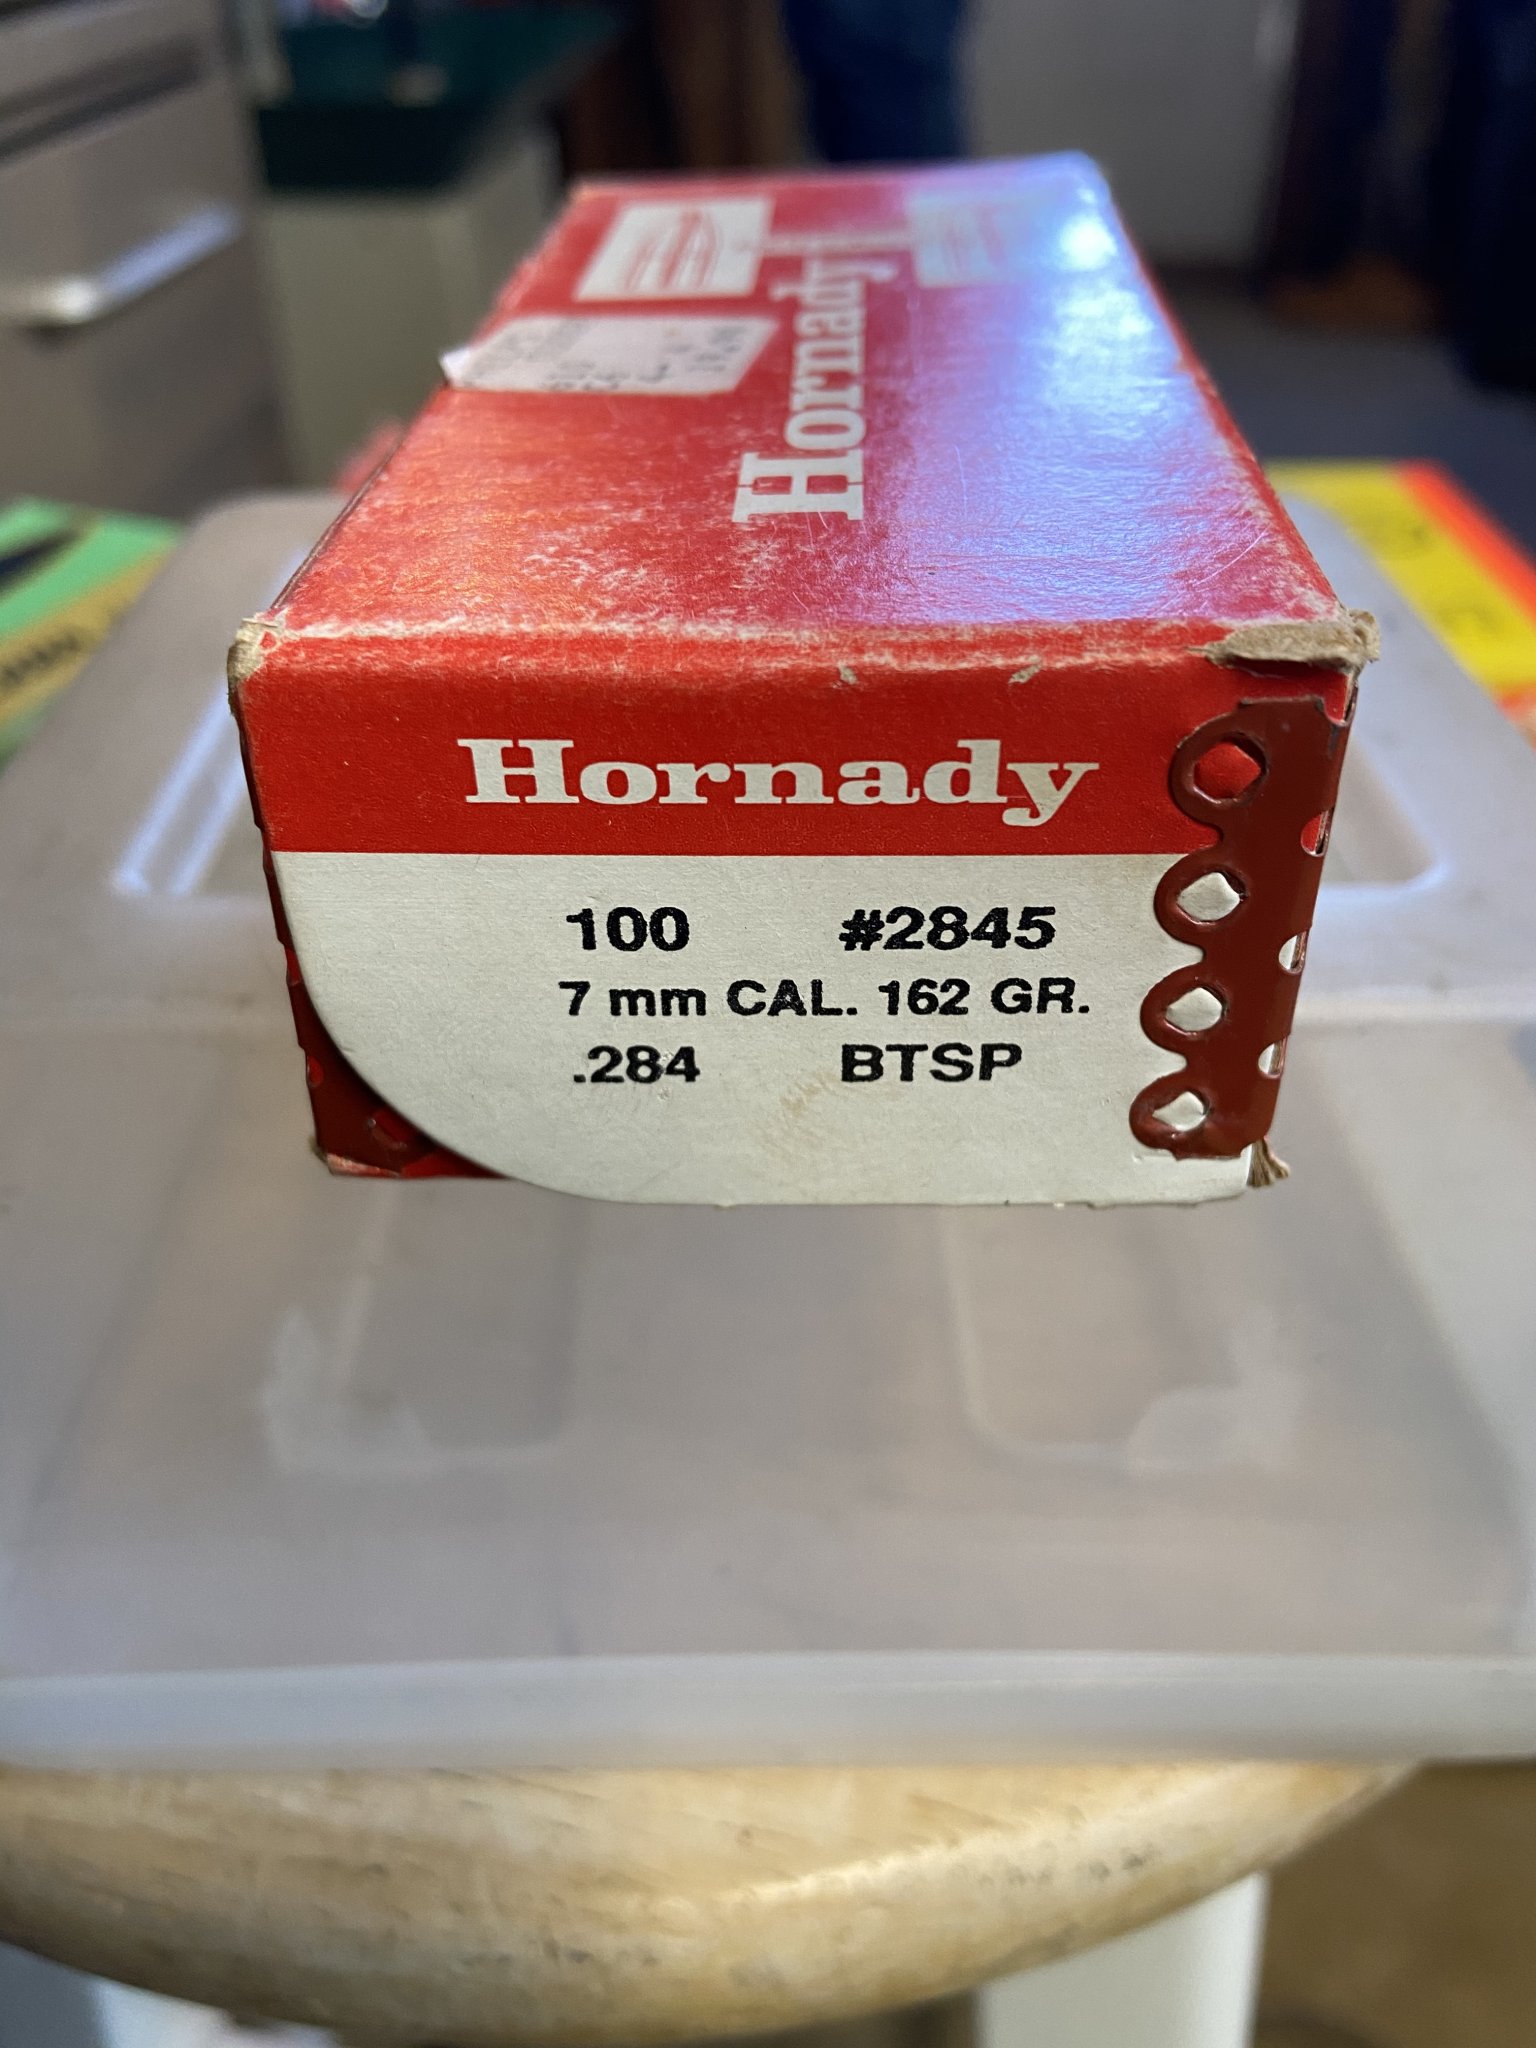 Hornady
Hornady
100 #2845
7 mm CAL. 162 GR.
.284 BTSP